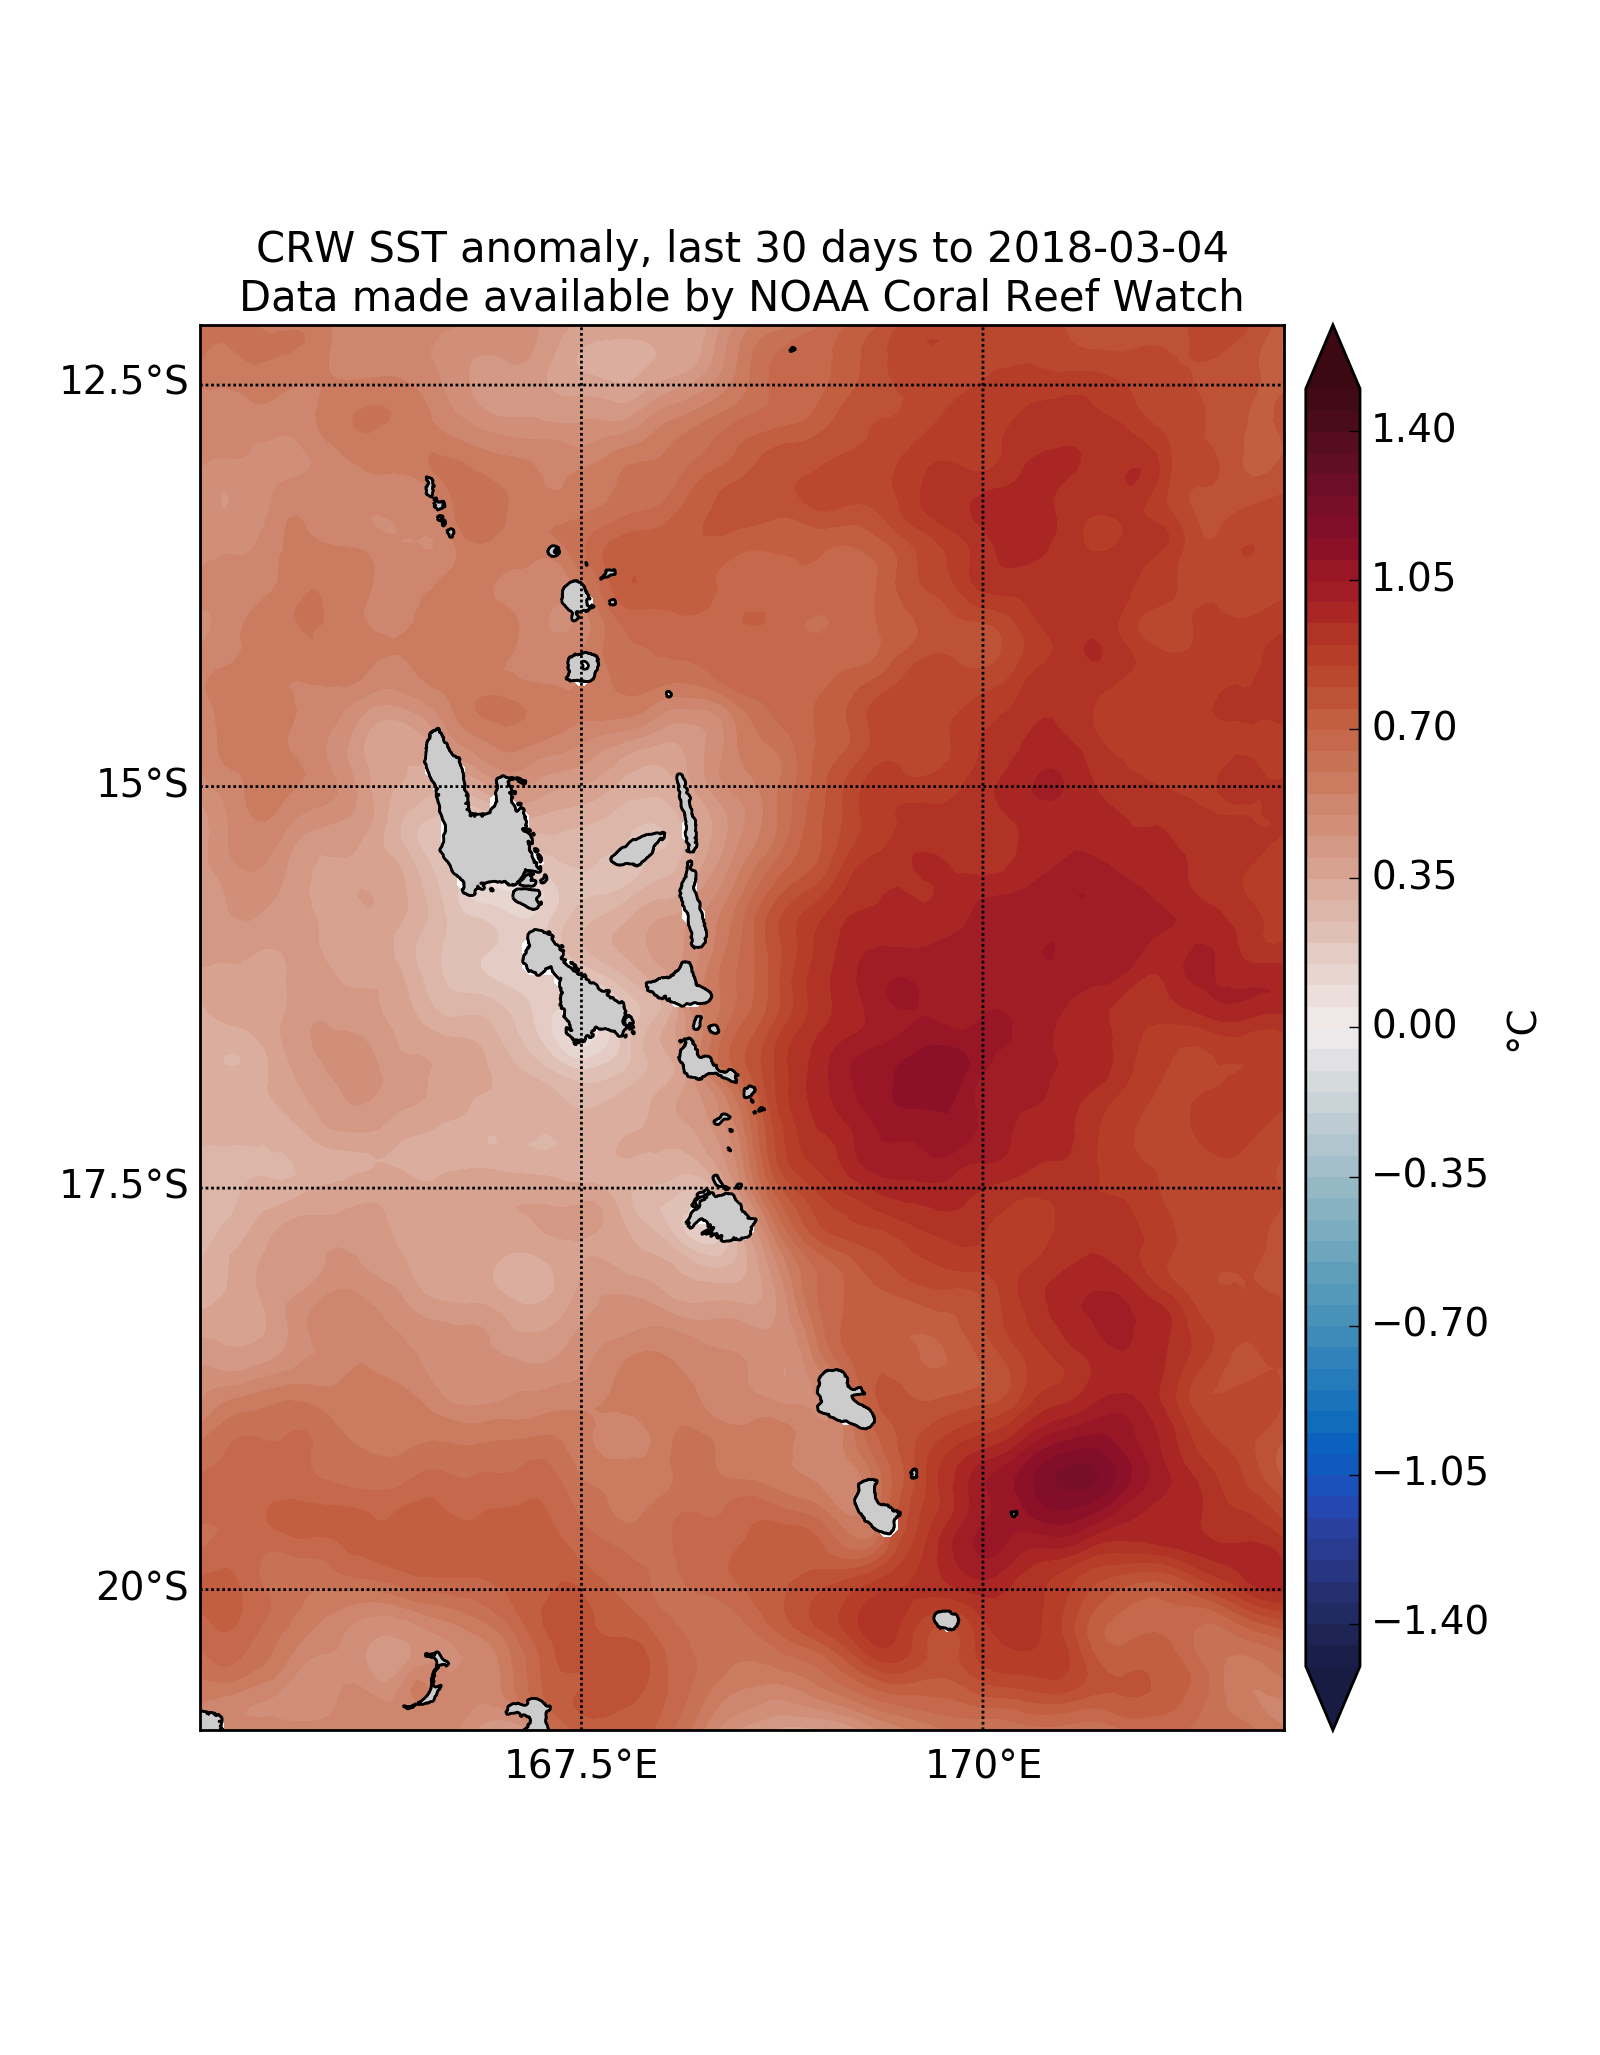 CRW SST anomaly, last 30 days to 2018-03-04
Data made available by NOAA Coral Reef Watch
12.5°S
15°S
17.5°S
20°S
167.5°E
170°E
1.40
1.05
0.70
0.35
0.00
−0.35
−0.70
−1.05
−1.40
°C